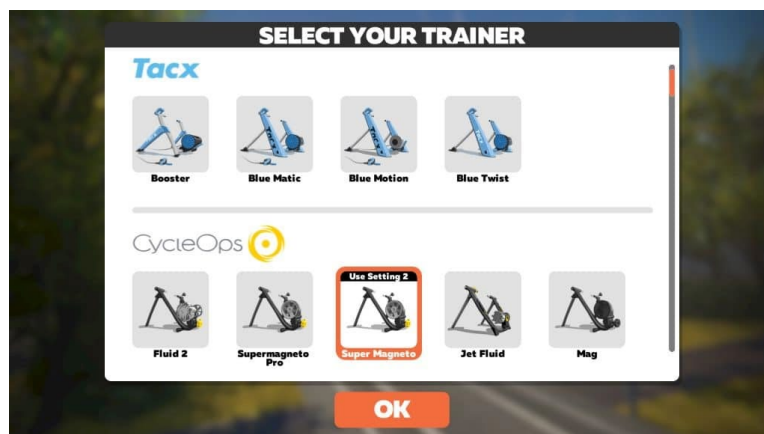 SELECT YOUR TRAINER
Tacx
Booster
Blue Matic
Blue Motion
Blue Twist
CycleOps
Use Setting 2
Fluid 2
Supermagneto
Pro
Super Magneto
Jet Fluid
Mag
OK